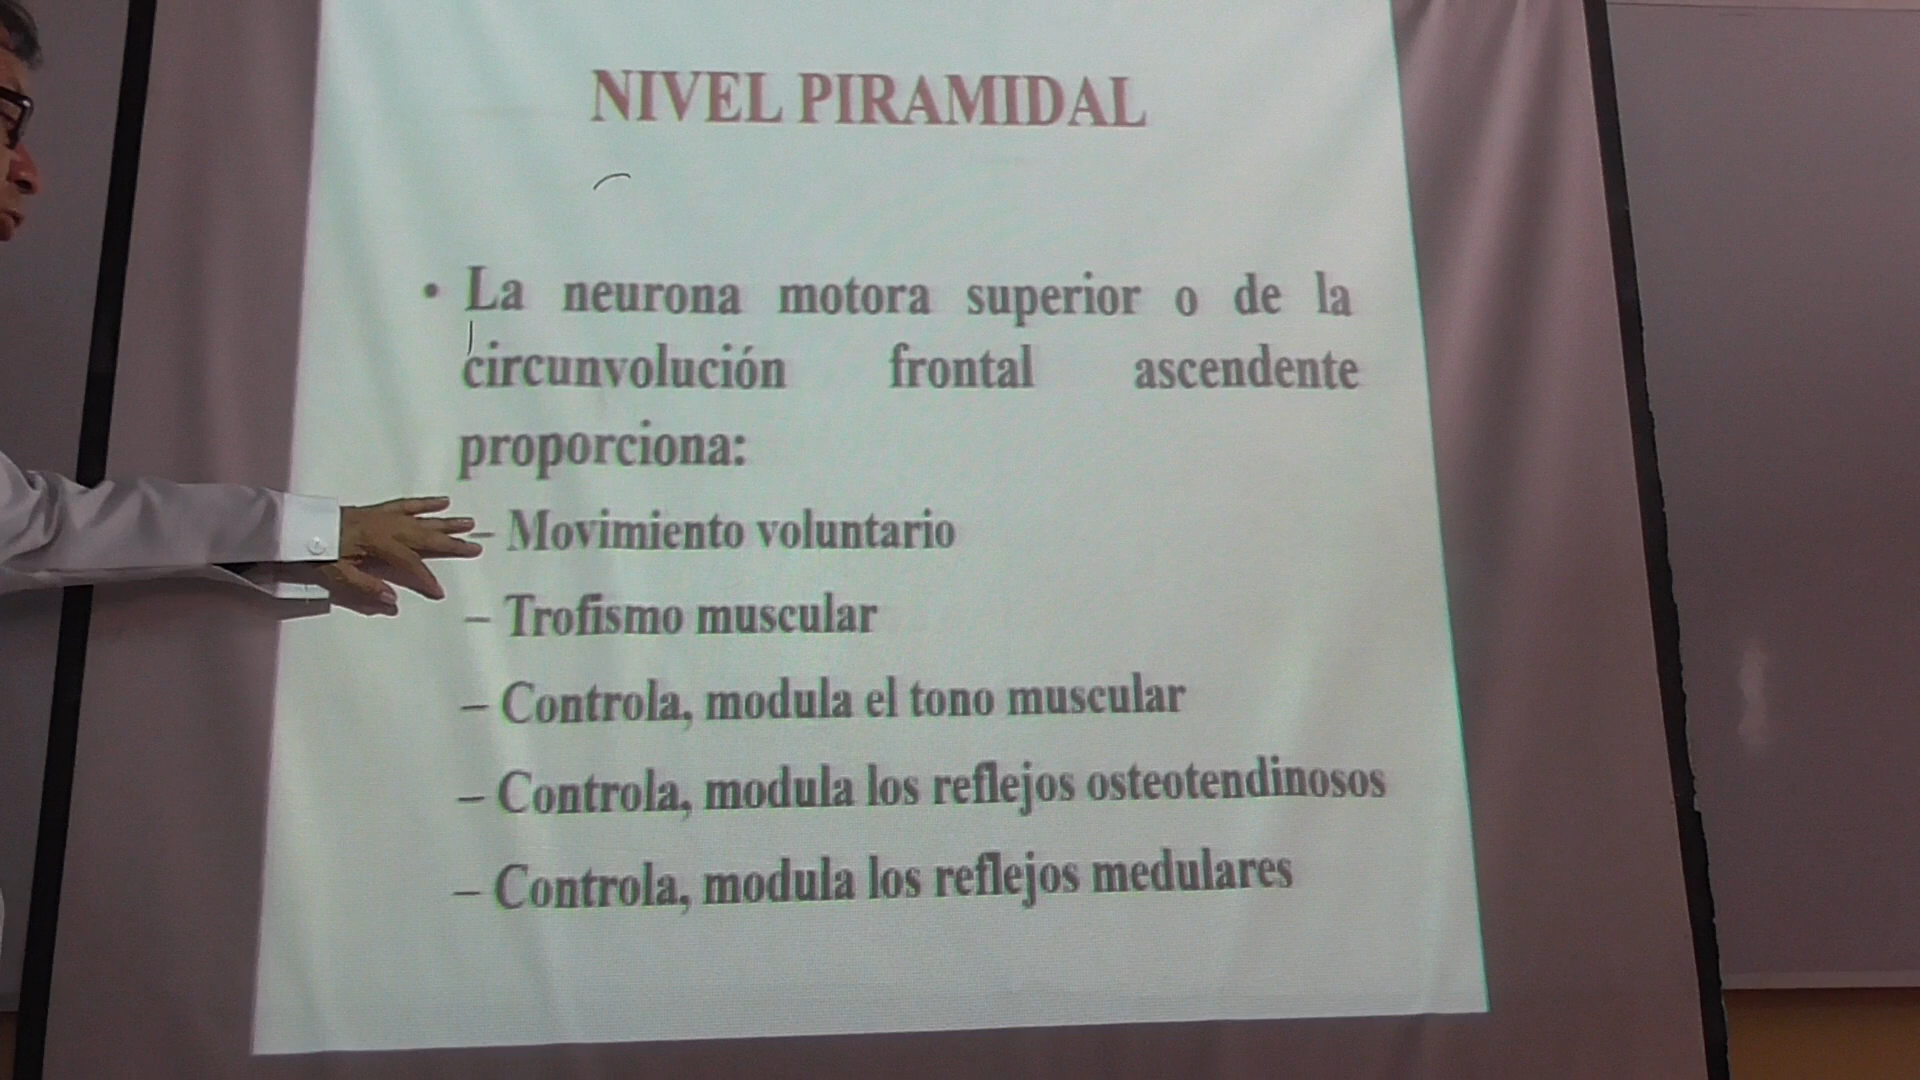 NIVEL PIRAMIDAL
• La neurona motora superior o de la
circunvolución frontal ascendente
proporciona:
– Movimiento voluntario
– Trofismo muscular
– Controla, modula el tono muscular
– Controla, modula los reflejos osteotendinosos
– Controla, modula los reflejos medulares